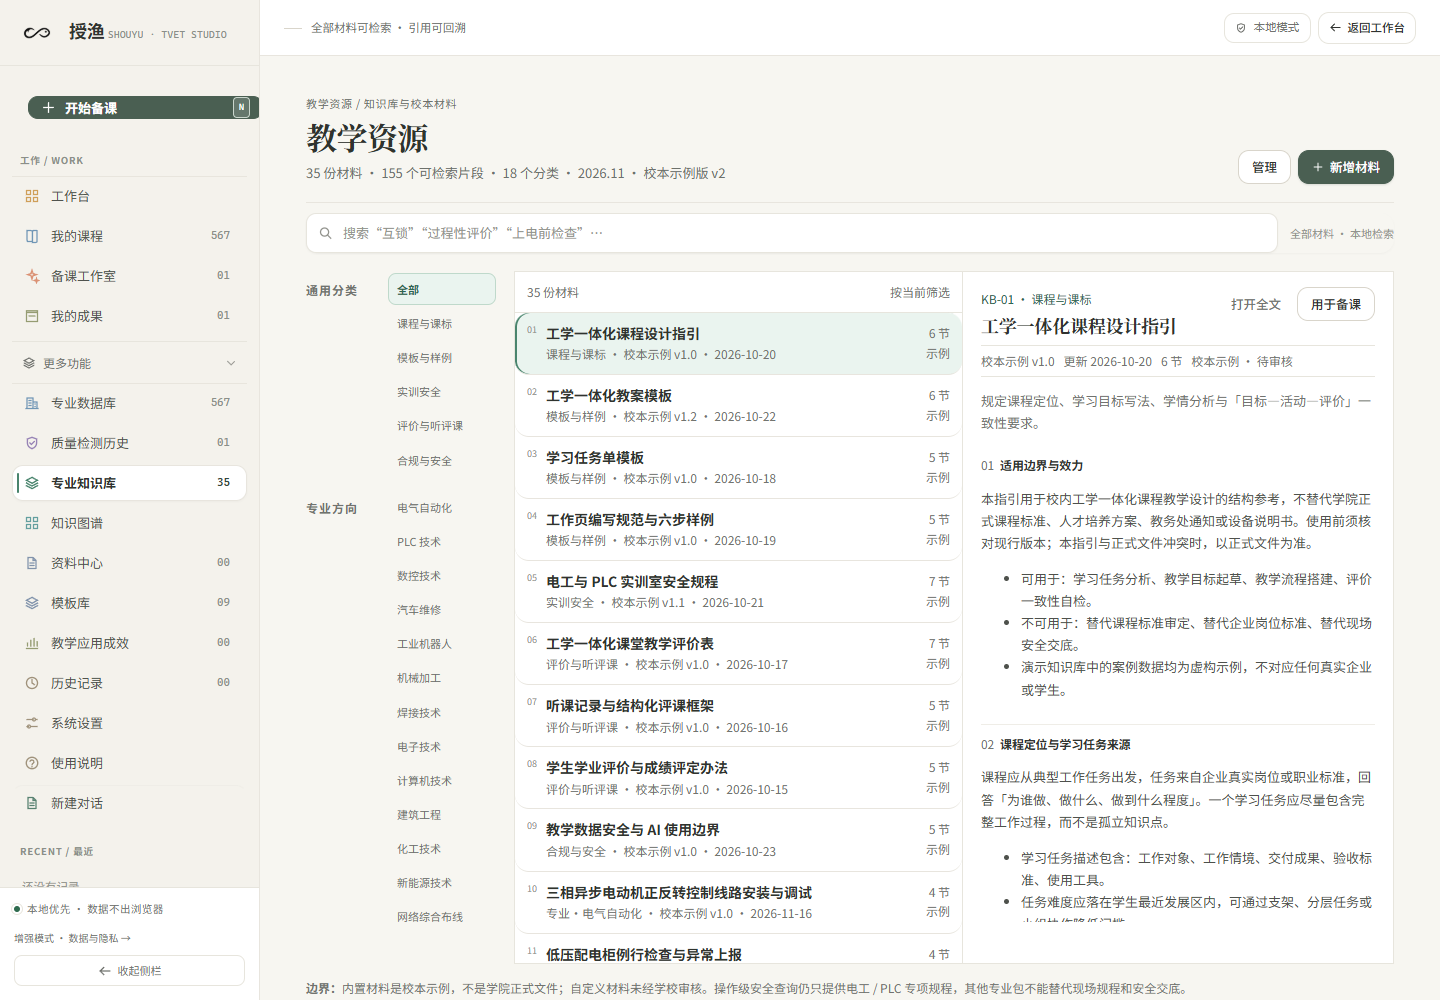 授渔 SHOUYU · TVET STUDIO
开始备课 N
工作 / WORK
工作台
我的课程 567
备课工作室 01
我的成果 01
更多功能
专业数据库 567
质量检测历史 01
专业知识库 35
知识图谱
资料中心 00
模板库 09
教学应用成效 00
历史记录 00
系统设置
使用说明
新建对话
RECENT / 最近
还没有记录
本地优先 · 数据不出浏览器
增强模式 · 数据与隐私 →
← 收起侧栏
全部材料可检索 · 引用可回溯
本地模式
← 返回工作台
教学资源 / 知识库与校本材料
教学资源
35 份材料 · 155 个可检索片段 · 18 个分类 · 2026.11 · 校本示例版 v2
管理
+ 新增材料
搜索“互锁”“过程性评价”“上电前检查”…
全部材料 · 本地检索
通用分类
全部
课程与课标
模板与样例
实训安全
评价与听评课
合规与安全
专业方向
电气自动化
PLC 技术
数控技术
汽车维修
工业机器人
机械加工
焊接技术
电子技术
计算机技术
建筑工程
化工技术
新能源技术
网络综合布线
35 份材料 按当前筛选
01 工学一体化课程设计指引 6 节
课程与课标 · 校本示例 v1.0 · 2026-10-20 示例
02 工学一体化教案模板 6 节
模板与样例 · 校本示例 v1.2 · 2026-10-22 示例
03 学习任务单模板 5 节
模板与样例 · 校本示例 v1.0 · 2026-10-18 示例
04 工作页编写规范与六步样例 5 节
模板与样例 · 校本示例 v1.0 · 2026-10-19 示例
05 电工与 PLC 实训室安全规程 7 节
实训安全 · 校本示例 v1.1 · 2026-10-21 示例
06 工学一体化课堂教学评价表 7 节
评价与听评课 · 校本示例 v1.0 · 2026-10-17 示例
07 听课记录与结构化评课框架 5 节
评价与听评课 · 校本示例 v1.0 · 2026-10-16 示例
08 学生学业评价与成绩评定办法 5 节
评价与听评课 · 校本示例 v1.0 · 2026-10-15 示例
09 教学数据安全与 AI 使用边界 5 节
合规与安全 · 校本示例 v1.0 · 2026-10-23 示例
10 三相异步电动机正反转控制线路安装与调试 4 节
专业 · 电气自动化 · 校本示例 v1.0 · 2026-11-16 示例
11 低压配电柜例行检查与异常上报 4 节
KB-01 · 课程与课标
工学一体化课程设计指引
打开全文
用于备课
校本示例 v1.0 更新 2026-10-20 6 节 校本示例 · 待审核
规定课程定位、学习目标写法、学情分析与「目标—活动—评价」一
致性要求。
01 适用边界与效力
本指引用于校内工学一体化课程教学设计的结构参考，不替代学院正
式课程标准、人才培养方案、教务处通知或设备说明书。使用前须核
对现行版本；本指引与正式文件冲突时，以正式文件为准。
• 可用于：学习任务分析、教学目标起草、教学流程搭建、评价
一致性自检。
• 不可用于：替代课程标准审定、替代企业岗位标准、替代现场
安全交底。
• 演示知识库中的案例数据均为虚构示例，不对应任何真实企业
或学生。
02 课程定位与学习任务来源
课程应从典型工作任务出发，任务来自企业真实岗位或职业标准，回
答「为谁做、做什么、做到什么程度」。一个学习任务应尽量包含完
整工作过程，而不是孤立知识点。
• 学习任务描述包含：工作对象、工作情境、交付成果、验收标
准、使用工具。
• 任务难度应落在学生最近发展区内，可通过支架、分层任务或
边界：内置材料是校本示例，不是学院正式文件；自定义材料未经学校审核。操作级安全查询仍只提供电工 / PLC 专项规程，其他专业包不能替代现场规程和安全交底。